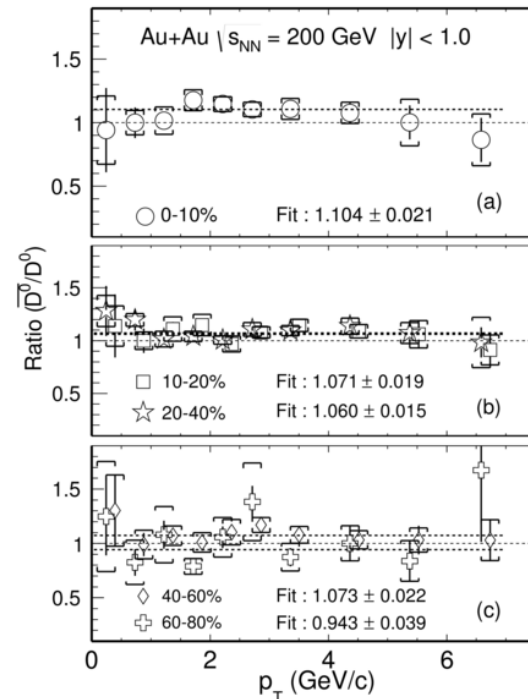 Au+Au √s_NN = 200 GeV |y| < 1.0
1.5
1
0.5
0-10% Fit : 1.104 ± 0.021 (a)
Ratio (D̅⁰/D⁰)
1.5
1
0.5
10-20% Fit : 1.071 ± 0.019
20-40% Fit : 1.060 ± 0.015 (b)
1.5
1
0.5
40-60% Fit : 1.073 ± 0.022
60-80% Fit : 0.943 ± 0.039 (c)
0 2 4 6
p_T (GeV/c)